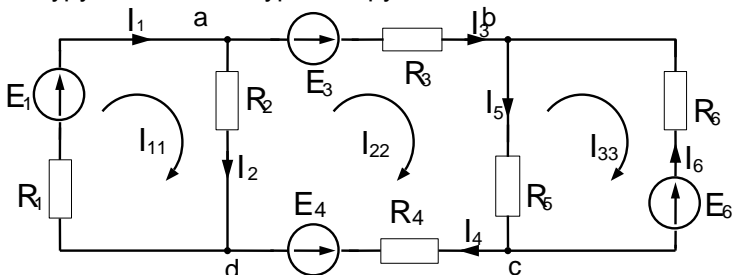 I1 a I3 b
E3 R3
E1 R2 I5 R6
I11 I22 I33
I2 I6
R1 E4 R4 R5 E6
I4
d c